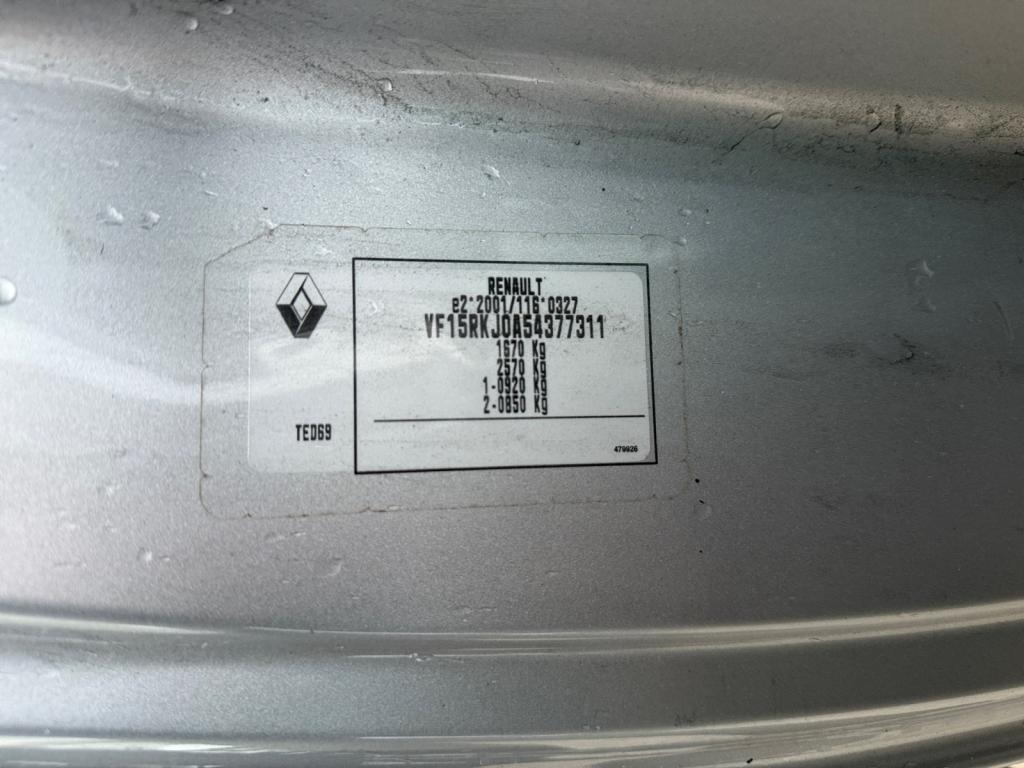 RENAULT
e2*2001/116*0327
VF15RKJ0A54377311
1670 Kg
2570 Kg
1-0920 Kg
2-0850 Kg
TED69
479926